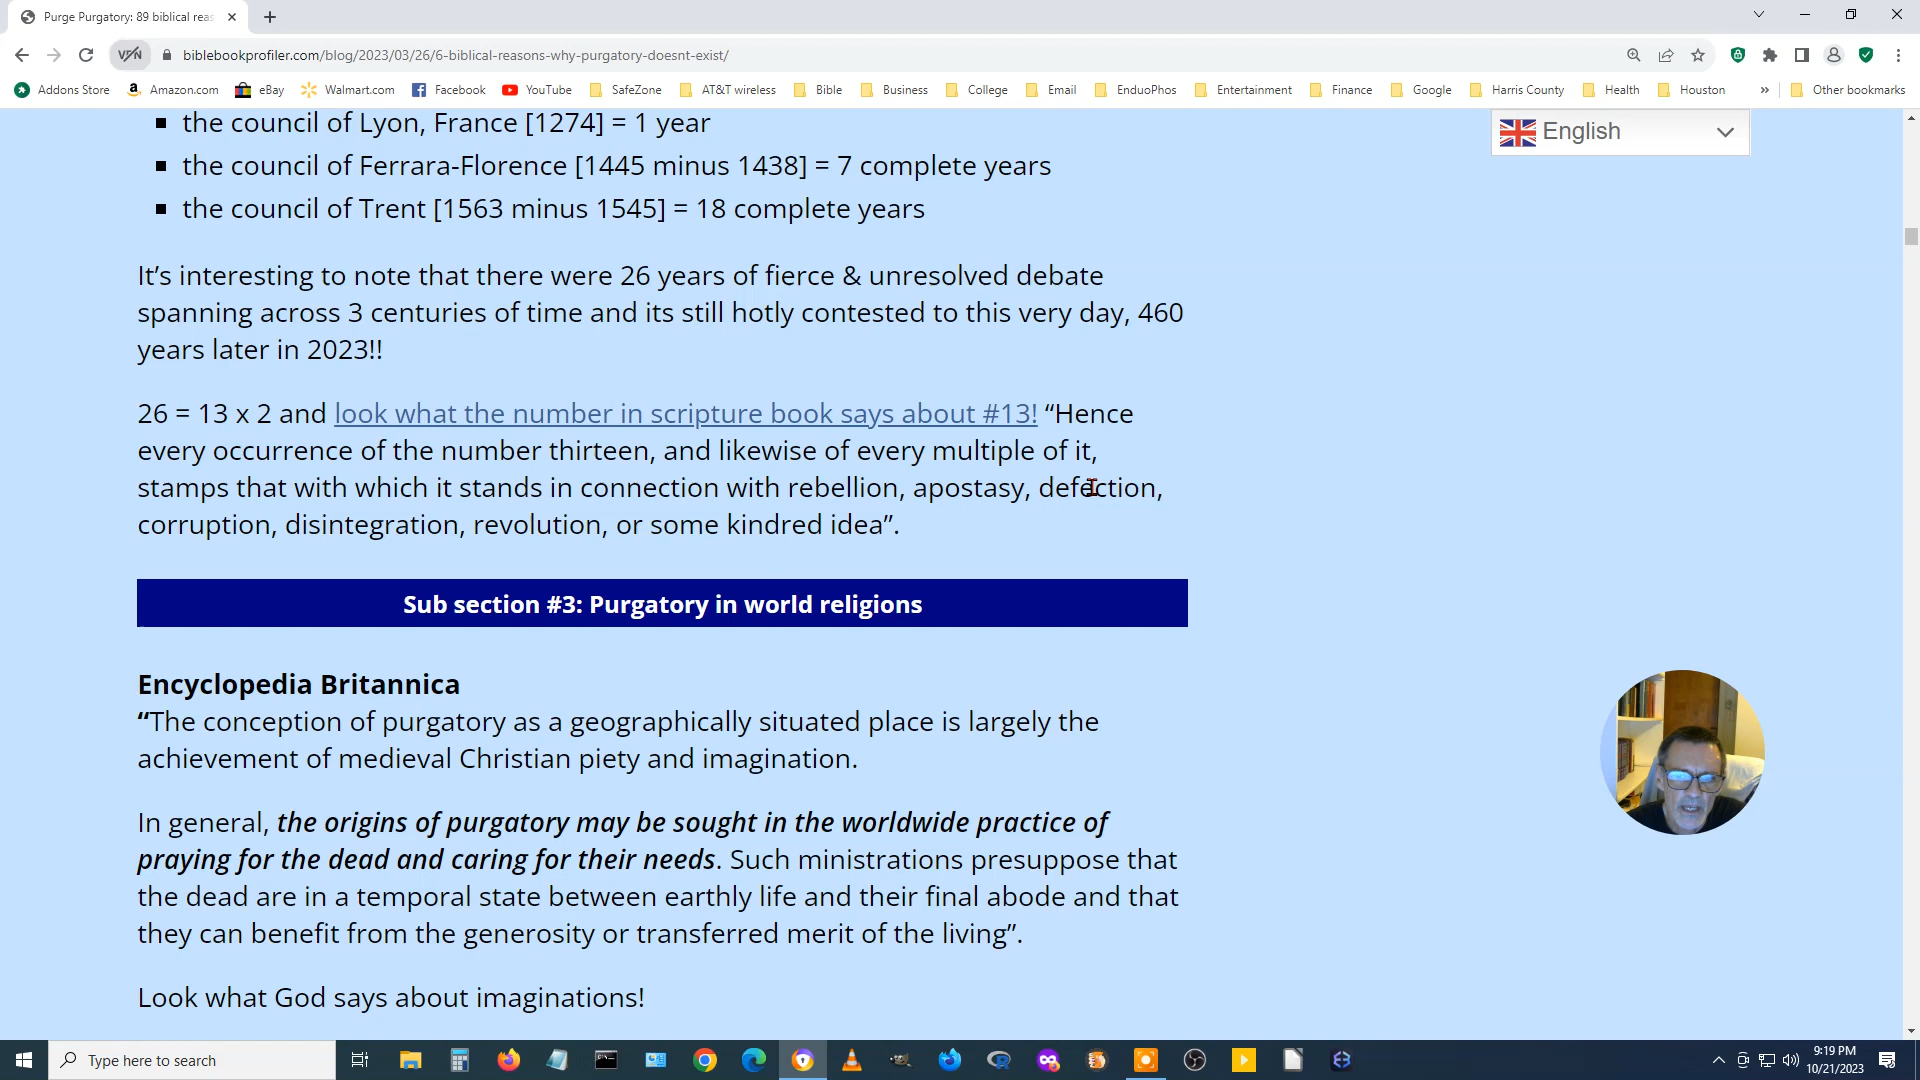 Purge Purgatory: 89 biblical reas
biblebookprofiler.com/blog/2023/03/26/6-biblical-reasons-why-purgatory-doesnt-exist/
Addons Store Amazon.com eBay Walmart.com Facebook YouTube SafeZone AT&T wireless Bible Business College Email EnduoPhos Entertainment Finance Google Harris County Health Houston » Other bookmarks
English
▪ the council of Lyon, France [1274] = 1 year
▪ the council of Ferrara-Florence [1445 minus 1438] = 7 complete years
▪ the council of Trent [1563 minus 1545] = 18 complete years
It’s interesting to note that there were 26 years of fierce & unresolved debate
spanning across 3 centuries of time and its still hotly contested to this very day, 460
years later in 2023!!
26 = 13 x 2 and look what the number in scripture book says about #13! “Hence
every occurrence of the number thirteen, and likewise of every multiple of it,
stamps that with which it stands in connection with rebellion, apostasy, defection,
corruption, disintegration, revolution, or some kindred idea”.
Sub section #3: Purgatory in world religions
Encyclopedia Britannica
“The conception of purgatory as a geographically situated place is largely the
achievement of medieval Christian piety and imagination.
In general, the origins of purgatory may be sought in the worldwide practice of
praying for the dead and caring for their needs. Such ministrations presuppose that
the dead are in a temporal state between earthly life and their final abode and that
they can benefit from the generosity or transferred merit of the living”.
Look what God says about imaginations!
Type here to search
9:19 PM
10/21/2023